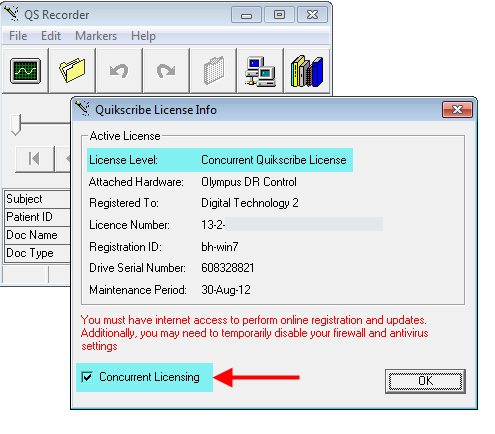 QS Recorder
File Edit Markers Help
Quikscribe License Info
Active License
License Level: Concurrent Quikscribe License
Attached Hardware: Olympus DR Control
Registered To: Digital Technology 2
Licence Number: 13-2-
Registration ID: bh-win7
Drive Serial Number: 608328821
Maintenance Period: 30-Aug-12
You must have internet access to perform online registration and updates.
Additionally, you may need to temporarily disable your firewall and antivirus
settings
Concurrent Licensing
OK
Subject
Patient ID
Doc Name
Doc Type